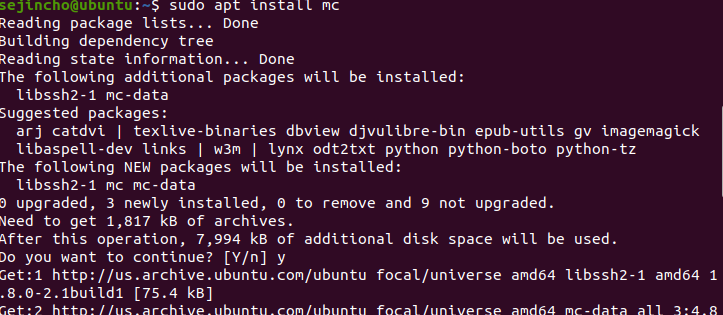 sejincho@ubuntu:~$ sudo apt install mc
Reading package lists... Done
Building dependency tree
Reading state information... Done
The following additional packages will be installed:
  libssh2-1 mc-data
Suggested packages:
  arj catdvi | texlive-binaries dbview djvulibre-bin epub-utils gv imagemagick
  libaspell-dev links | w3m | lynx odt2txt python python-boto python-tz
The following NEW packages will be installed:
  libssh2-1 mc mc-data
0 upgraded, 3 newly installed, 0 to remove and 9 not upgraded.
Need to get 1,817 kB of archives.
After this operation, 7,994 kB of additional disk space will be used.
Do you want to continue? [Y/n] y
Get:1 http://us.archive.ubuntu.com/ubuntu focal/universe amd64 libssh2-1 amd64 1
.8.0-2.1build1 [75.4 kB]
Get:2 http://us.archive.ubuntu.com/ubuntu focal/universe amd64 mc-data all 3:4.8